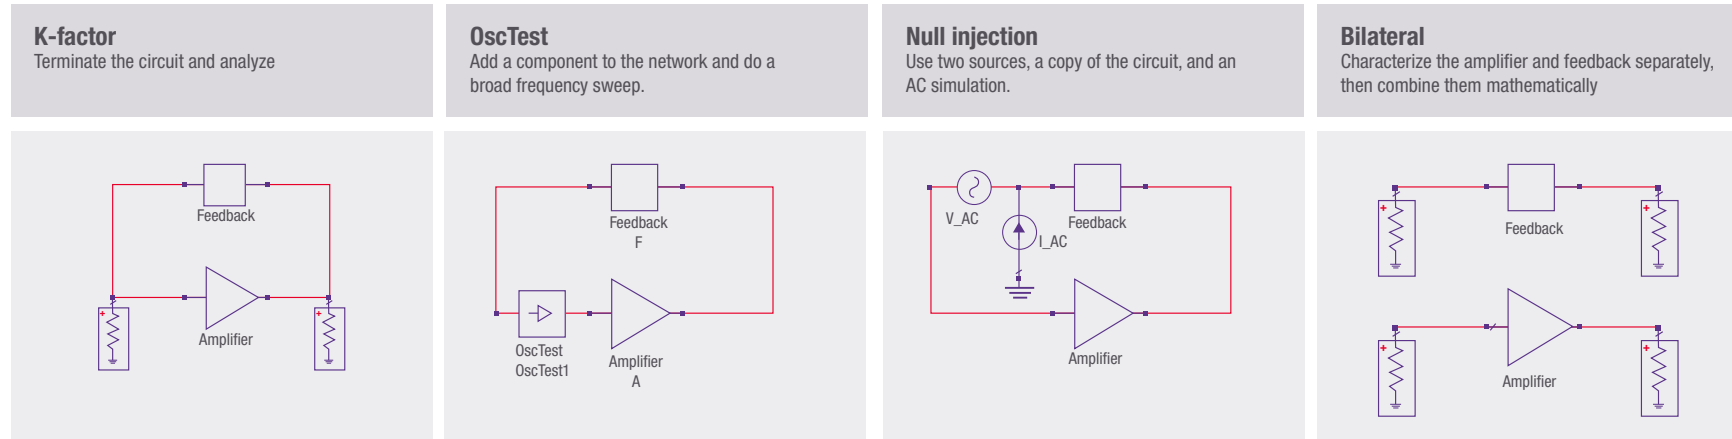 K-factor
Terminate the circuit and analyze
OscTest
Add a component to the network and do a
broad frequency sweep.
Null injection
Use two sources, a copy of the circuit, and an
AC simulation.
Bilateral
Characterize the amplifier and feedback separately,
then combine them mathematically
Feedback
+
+
Amplifier
Feedback
F
OscTest
OscTest1
Amplifier
A
V_AC
Feedback
I_AC
Amplifier
+
+
Feedback
+
+
Amplifier